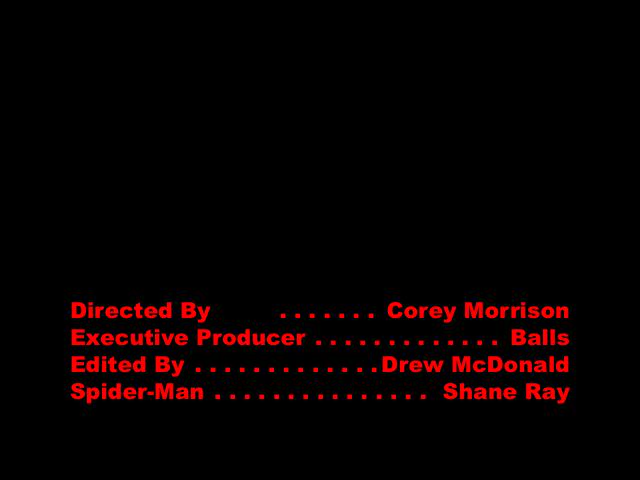 Directed By . . . . . . . Corey Morrison
Executive Producer . . . . . . . . . . . . . Balls
Edited By . . . . . . . . . . . . . Drew McDonald
Spider-Man . . . . . . . . . . . . . . . Shane Ray